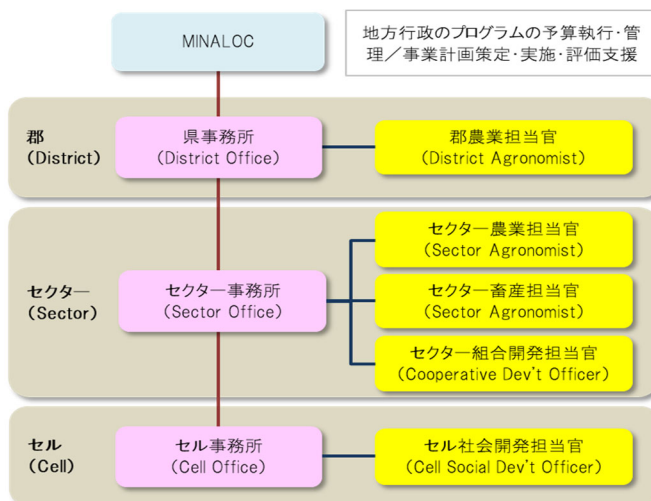 MINALOC
地方行政のプログラムの予算執行・管
理／事業計画策定・実施・評価支援
郡
(District)
県事務所
(District Office)
郡農業担当官
(District Agronomist)
セクター
(Sector)
セクター事務所
(Sector Office)
セクター農業担当官
(Sector Agronomist)
セクター畜産担当官
(Sector Agronomist)
セクター組合開発担当官
(Cooperative Dev't Officer)
セル
(Cell)
セル事務所
(Cell Office)
セル社会開発担当官
(Cell Social Dev't Officer)